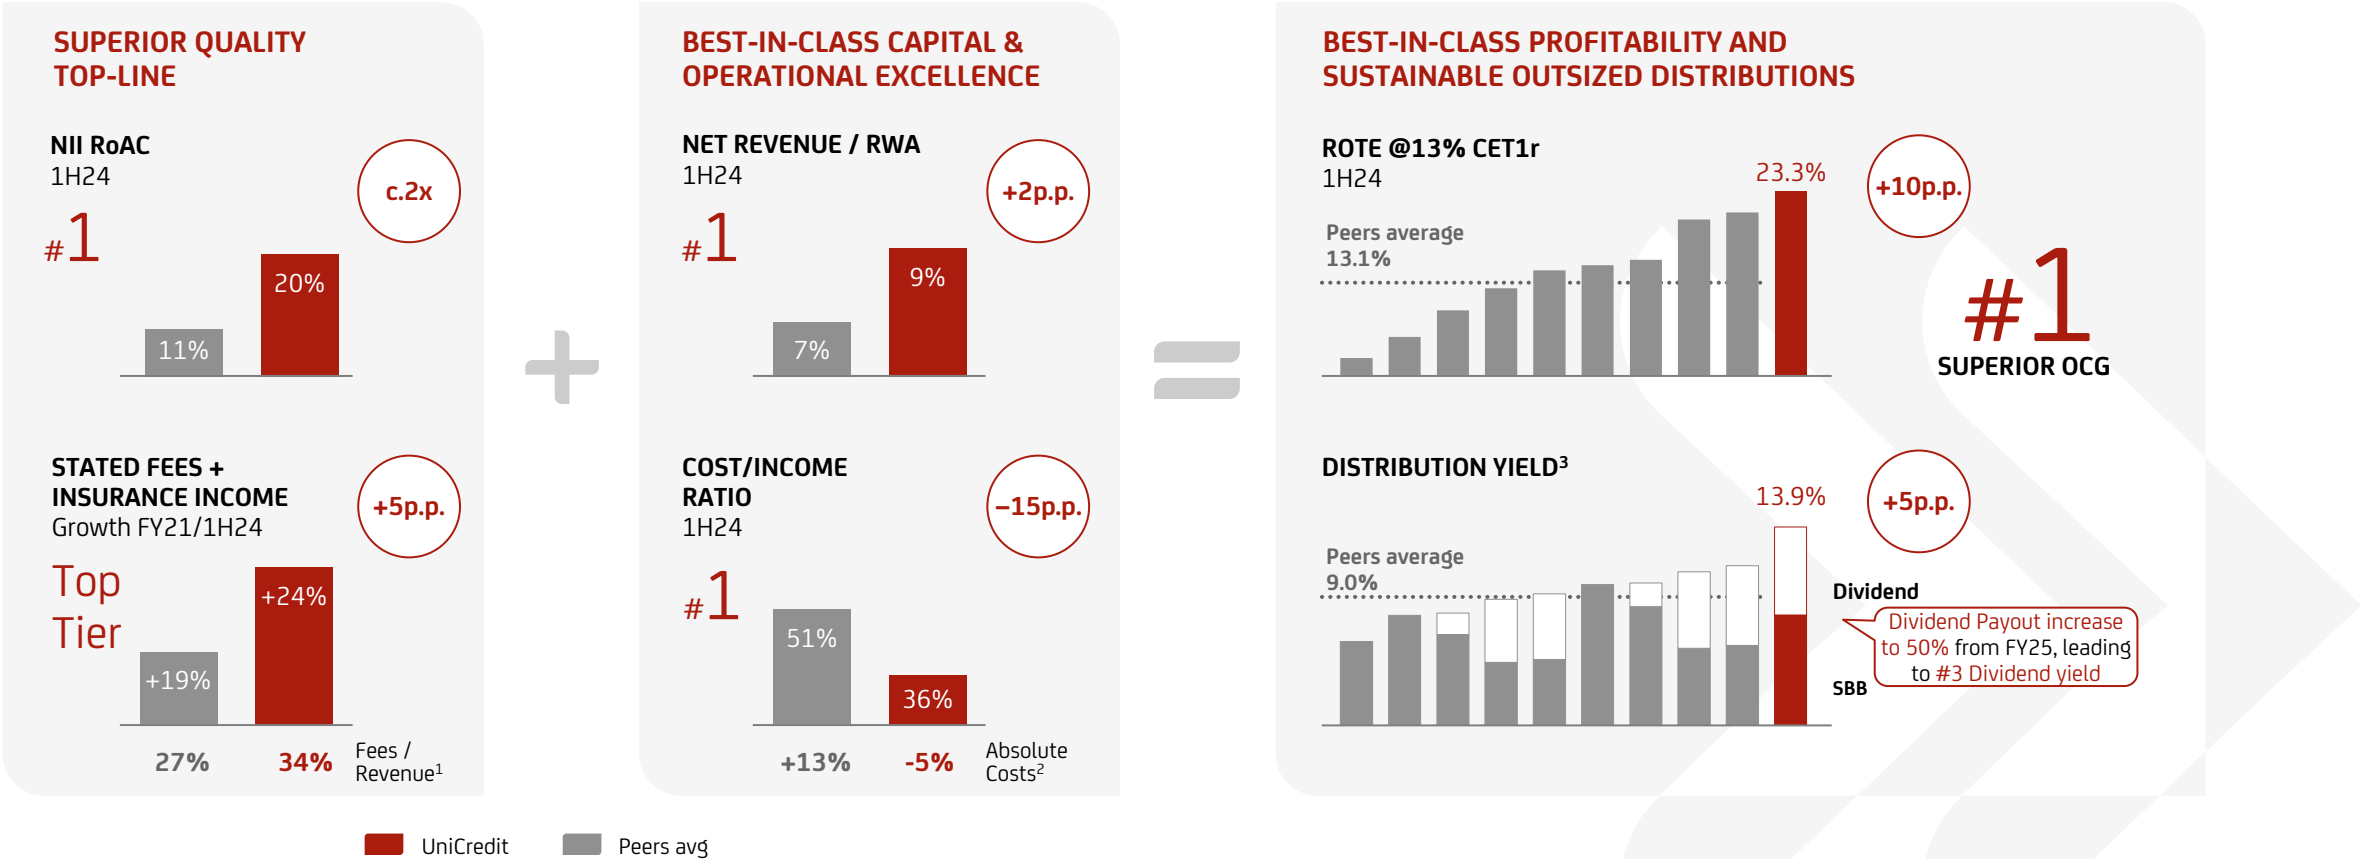 SUPERIOR QUALITY
TOP-LINE
NII RoAC
1H24
c.2x
#1
20%
11%
STATED FEES +
INSURANCE INCOME
Growth FY21/1H24
+5p.p.
Top
Tier
+24%
+19%
27%
34%
Fees /
Revenue¹
BEST-IN-CLASS CAPITAL &
OPERATIONAL EXCELLENCE
NET REVENUE / RWA
1H24
+2p.p.
#1
9%
7%
COST/INCOME
RATIO
1H24
–15p.p.
#1
51%
36%
+13%
-5%
Absolute
Costs²
BEST-IN-CLASS PROFITABILITY AND
SUSTAINABLE OUTSIZED DISTRIBUTIONS
ROTE @13% CET1r
1H24
23.3%
+10p.p.
Peers average
13.1%
#1
SUPERIOR OCG
DISTRIBUTION YIELD³
13.9%
+5p.p.
Peers average
9.0%
Dividend
Dividend Payout increase
to 50% from FY25, leading
to #3 Dividend yield
SBB
UniCredit
Peers avg